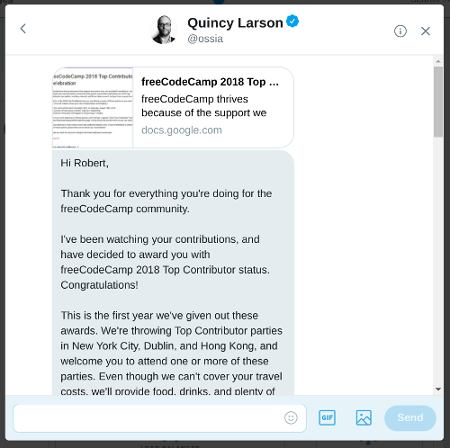 Quincy Larson
@ossia
freeCodeCamp 2018 Top ...
freeCodeCamp thrives
because of the support we
docs.google.com
Hi Robert,
Thank you for everything you're doing for the
freeCodeCamp community.
I've been watching your contributions, and
have decided to award you with
freeCodeCamp 2018 Top Contributor status.
Congratulations!
This is the first year we've given out these
awards. We're throwing Top Contributor parties
in New York City, Dublin, and Hong Kong, and
welcome you to attend one or more of these
parties. Even though we can't cover your travel
costs, we'll provide food, drinks, and plenty of
GIF
Send